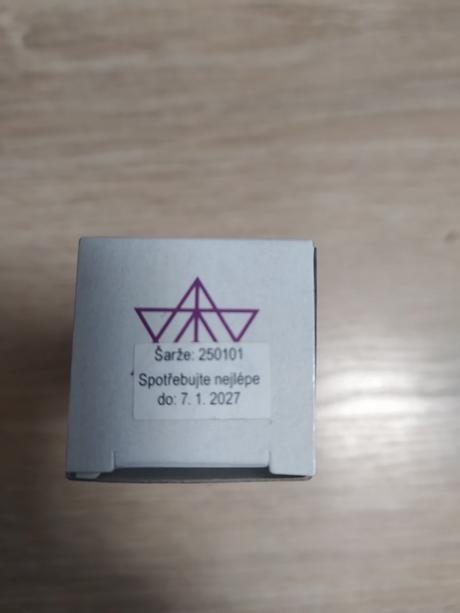 Šarže: 250101
Spotřebujte nejlépe
do: 7. 1. 2027